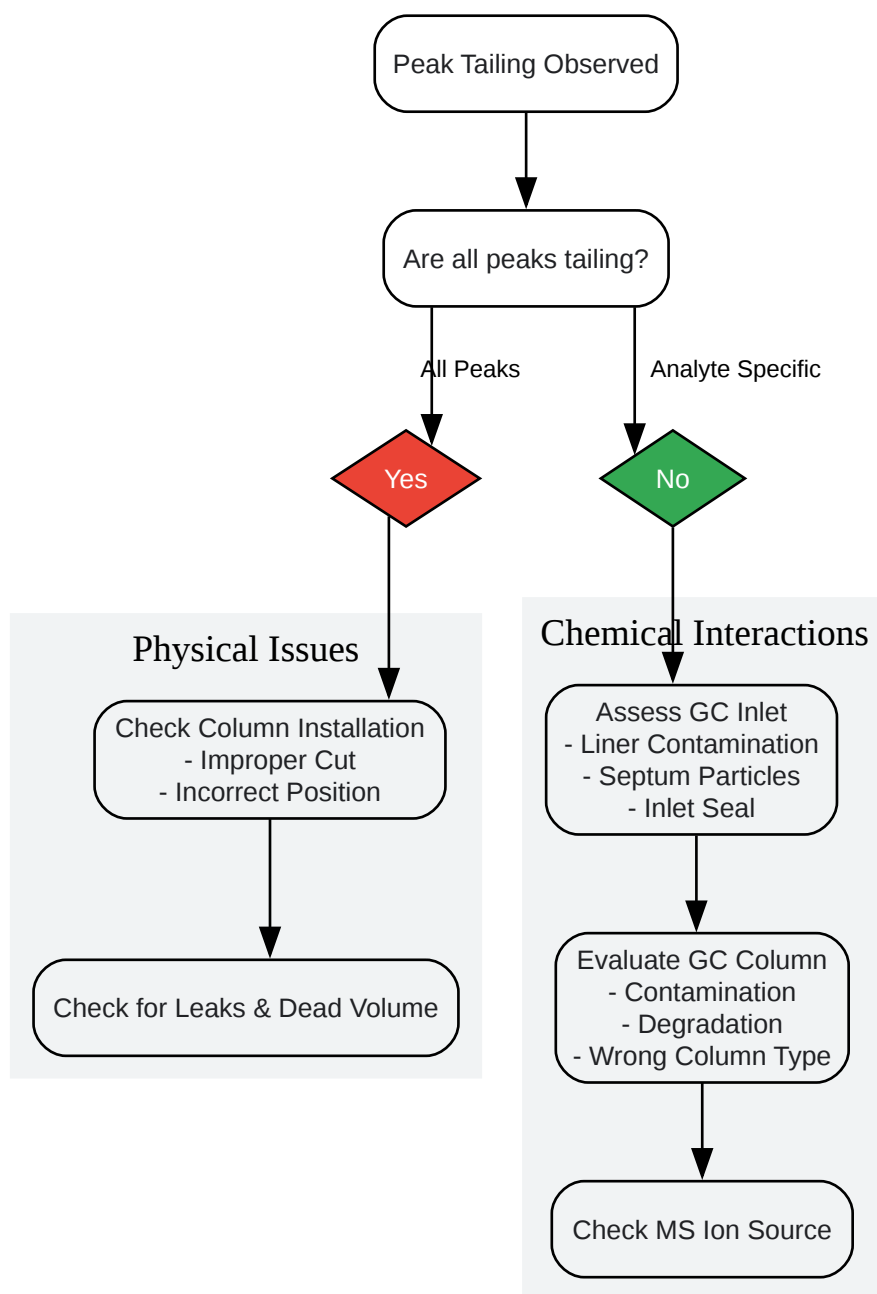 Peak Tailing Observed
Are all peaks tailing?
All Peaks
Analyte Specific
Yes
No
Physical Issues
Check Column Installation
- Improper Cut
- Incorrect Position
Check for Leaks & Dead Volume
Chemical Interactions
Assess GC Inlet
- Liner Contamination
- Septum Particles
- Inlet Seal
Evaluate GC Column
- Contamination
- Degradation
- Wrong Column Type
Check MS Ion Source